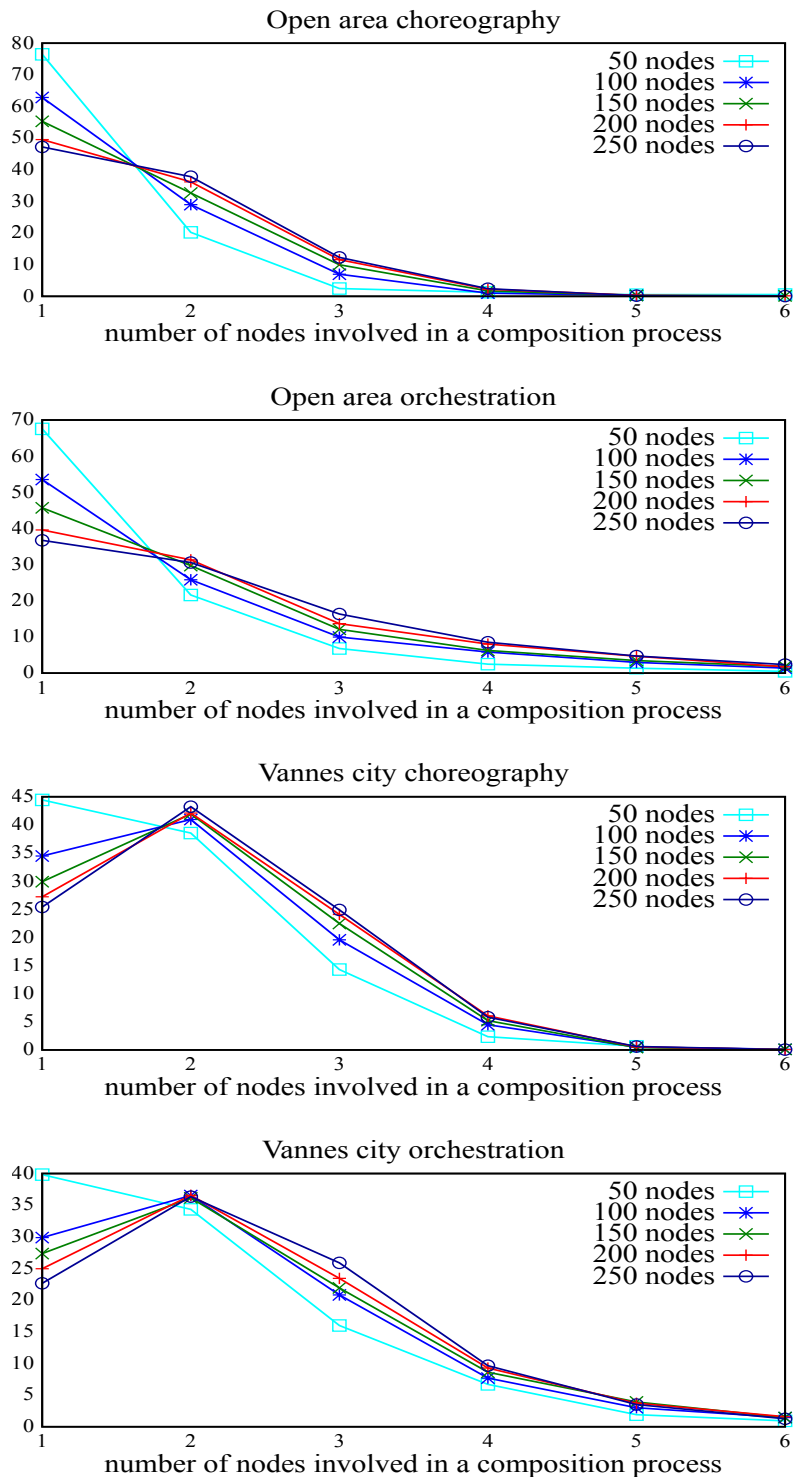 Open area choreography
80
70
60
50
40
30
20
10
0
50 nodes
100 nodes
150 nodes
200 nodes
250 nodes
1 2 3 4 5 6
number of nodes involved in a composition process
Open area orchestration
70
60
50
40
30
20
10
0
50 nodes
100 nodes
150 nodes
200 nodes
250 nodes
1 2 3 4 5 6
number of nodes involved in a composition process
Vannes city choreography
45
40
35
30
25
20
15
10
5
0
50 nodes
100 nodes
150 nodes
200 nodes
250 nodes
1 2 3 4 5 6
number of nodes involved in a composition process
Vannes city orchestration
40
35
30
25
20
15
10
5
0
50 nodes
100 nodes
150 nodes
200 nodes
250 nodes
1 2 3 4 5 6
number of nodes involved in a composition process